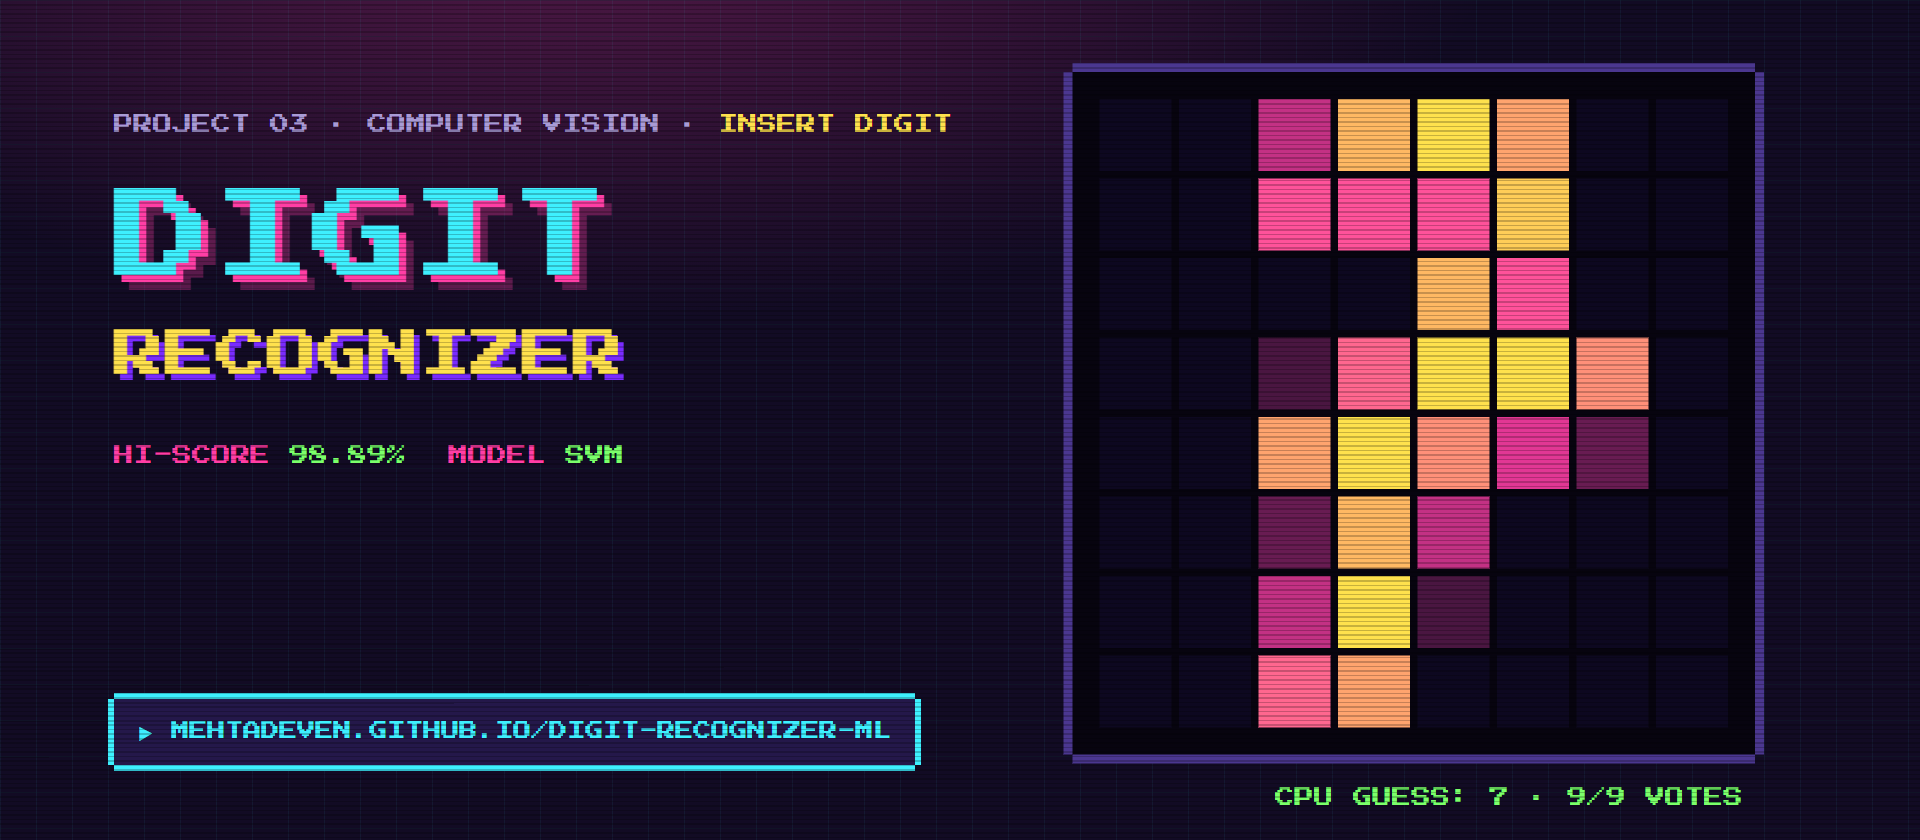 PROJECT 03 · COMPUTER VISION · INSERT DIGIT
DIGIT
RECOGNIZER
HI-SCORE 98.89% MODEL SVM
▶ MEHTADEVEN.GITHUB.IO/DIGIT-RECOGNIZER-ML
CPU GUESS: 7 · 9/9 VOTES